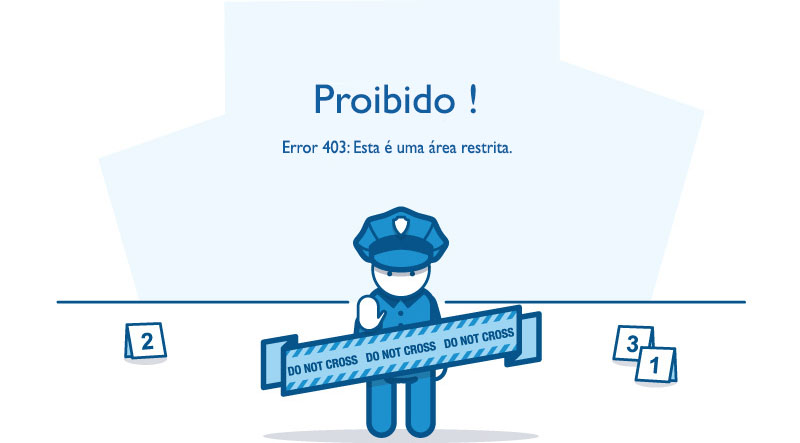 Proibido !
Error 403: Esta é uma área restrita.
DO NOT CROSS DO NOT CROSS DO NOT CROSS
2
3
1